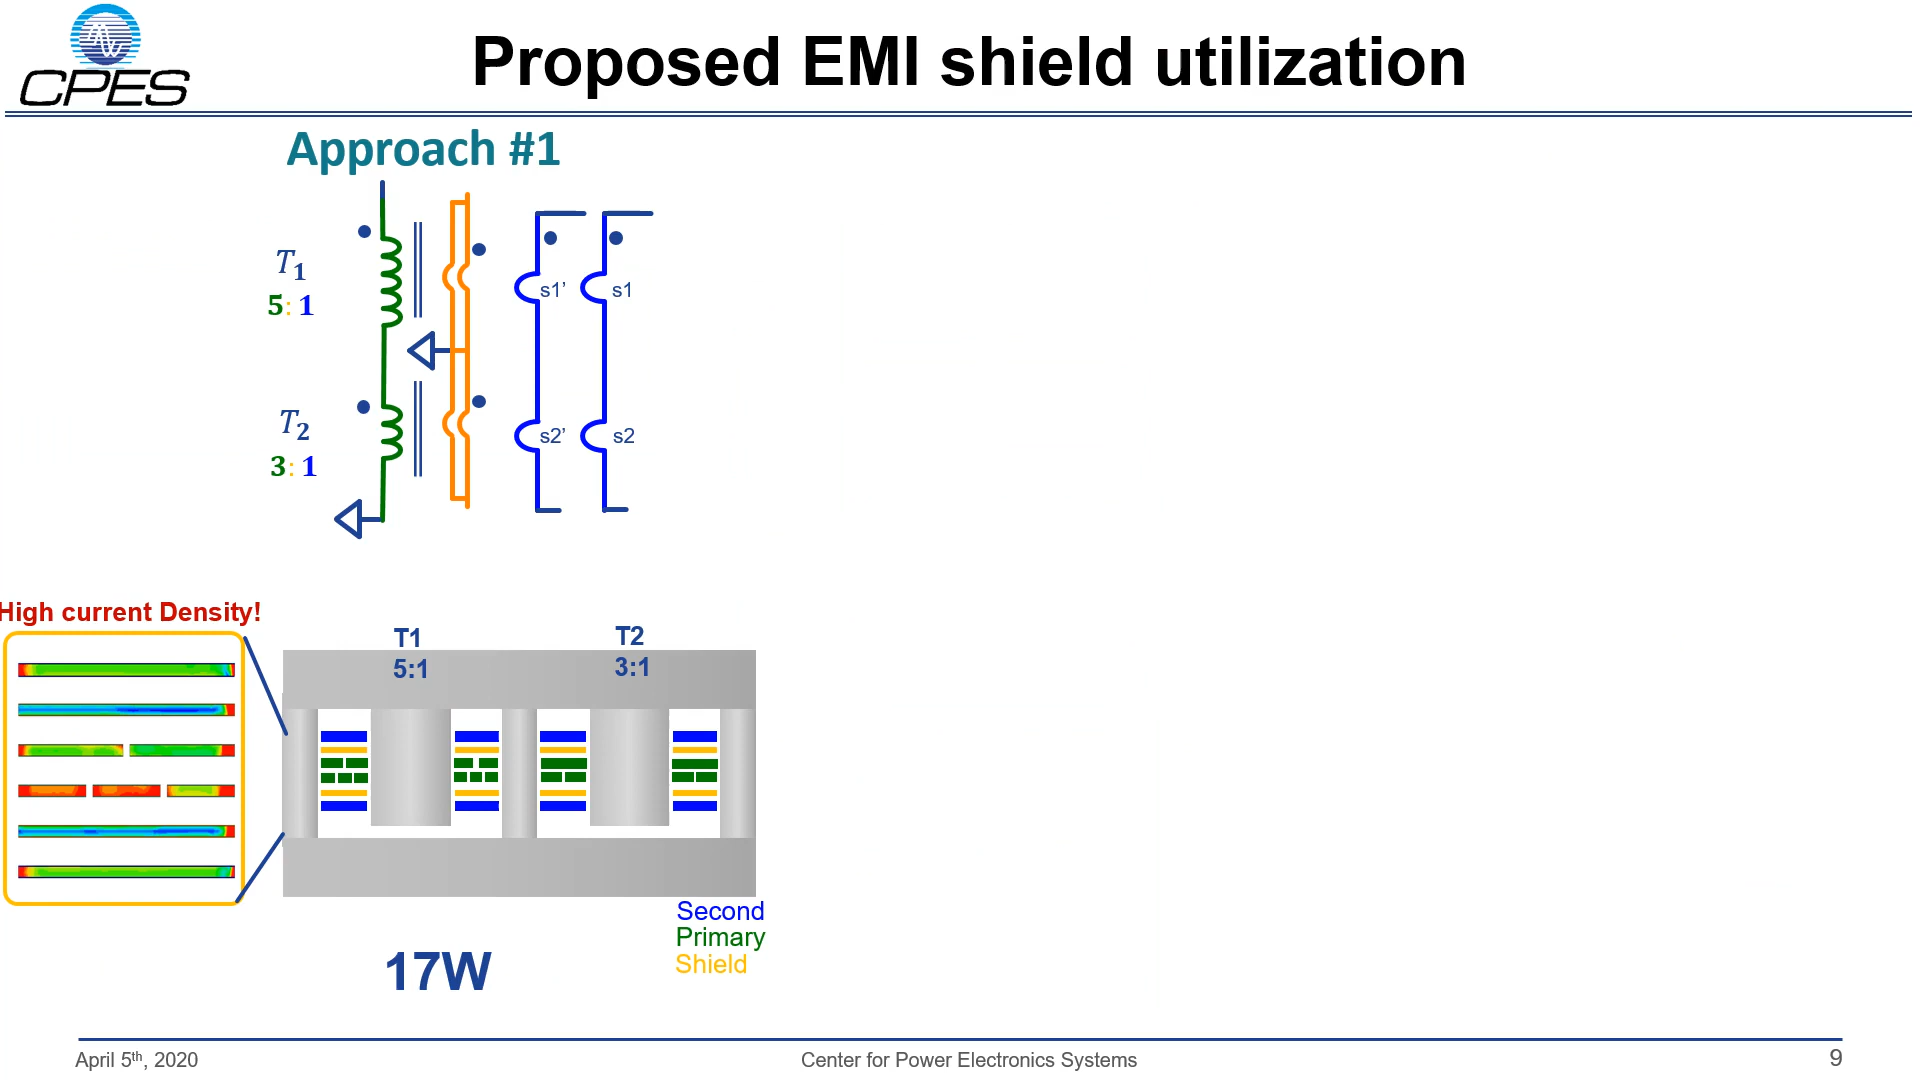 CPES
Proposed EMI shield utilization
Approach #1
T1
5: 1
s1’ s1
T2
3: 1
s2’ s2
High current Density!
T1
5:1
T2
3:1
Second
Primary
Shield
17W
April 5th, 2020
Center for Power Electronics Systems
9